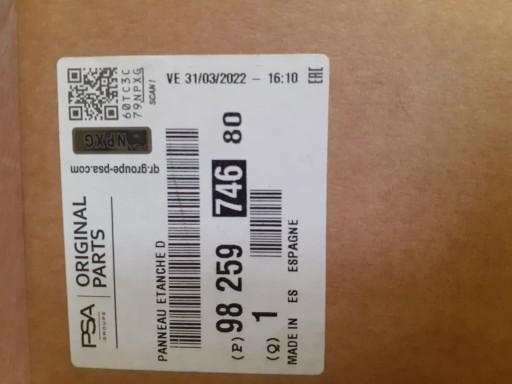 PSA
GROUPE
ORIGINAL
PARTS
qr.groupe-psa.com
NPXG
60TC3C
79NPXG
SCAN!
PANNEAU ETANCHE D
VE 31/03/2022 - 16:10
EAC
(P) 98 259 746 80
(Q) 1
MADE IN ES ESPAGNE